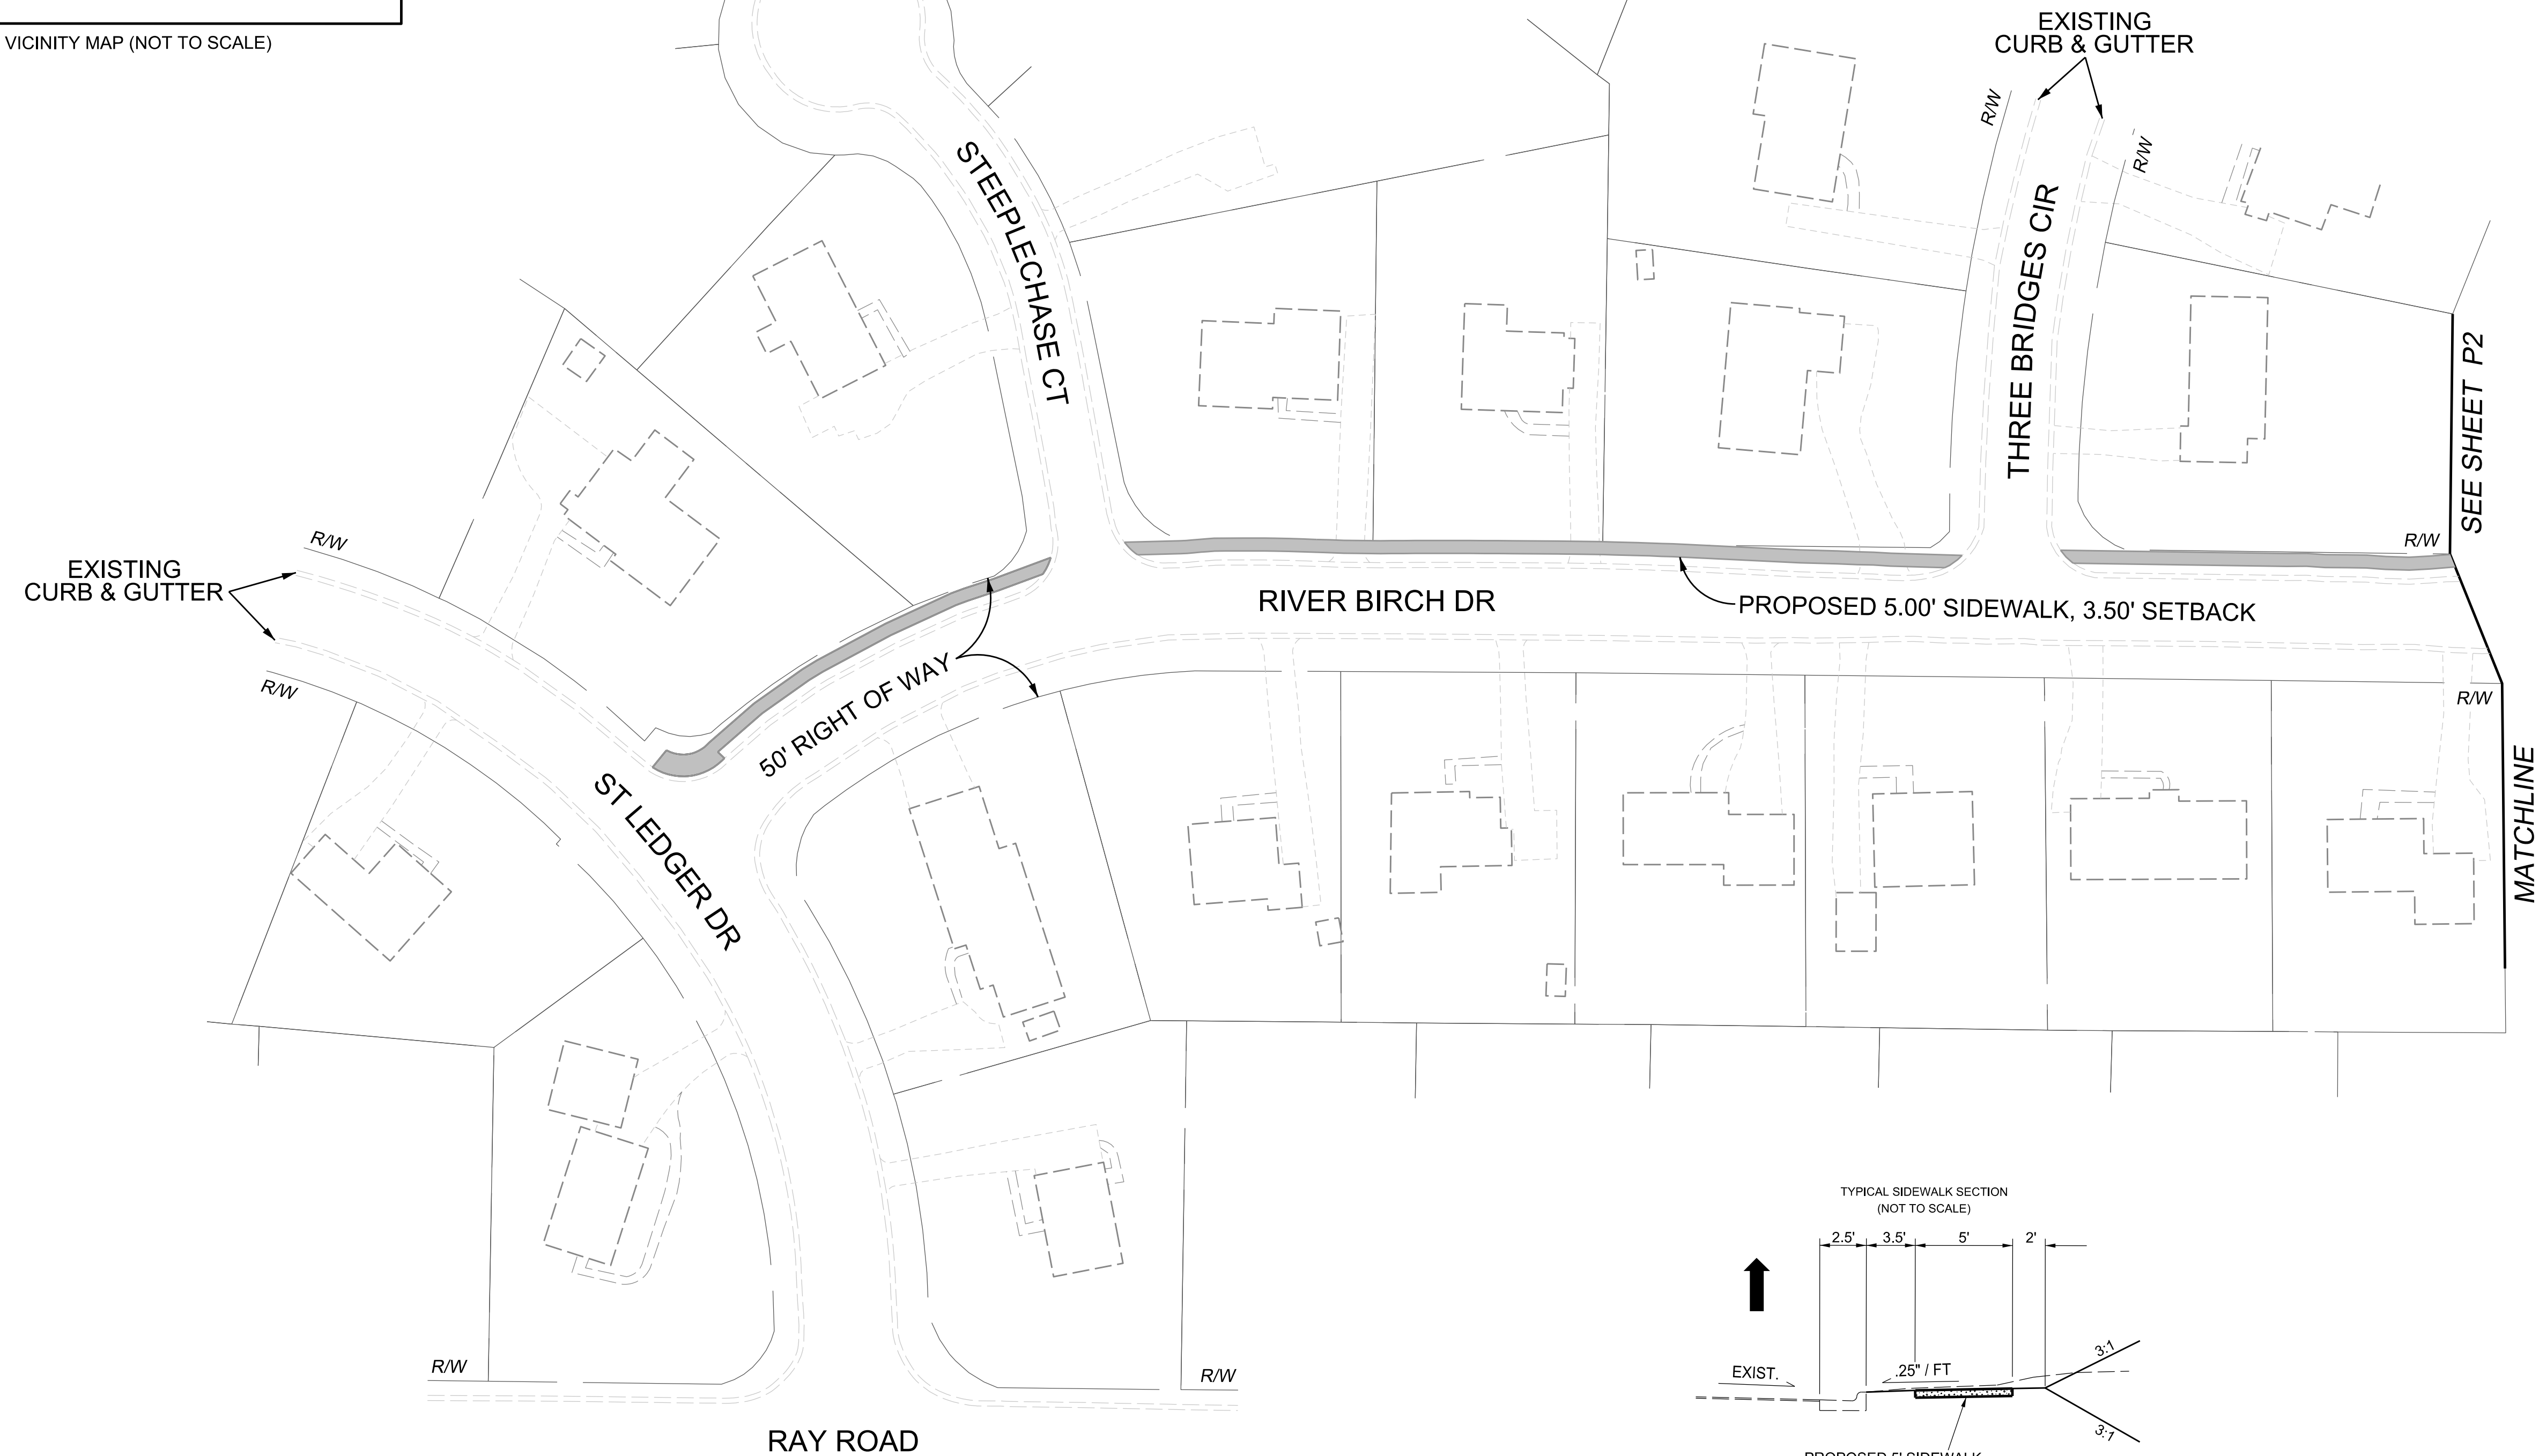 VICINITY MAP (NOT TO SCALE)
EXISTING
CURB & GUTTER
R/W
R/W
STEEPLECHASE CT
THREE BRIDGES CIR
SEE SHEET P2
R/W
R/W
EXISTING
CURB & GUTTER
R/W
RIVER BIRCH DR
PROPOSED 5.00' SIDEWALK, 3.50' SETBACK
50' RIGHT OF WAY
R/W
ST LEDGER DR
MATCHLINE
TYPICAL SIDEWALK SECTION
(NOT TO SCALE)
2.5' 3.5' 5' 2'
EXIST.
.25" / FT
3:1
3:1
PROPOSED 5' SIDEWALK
R/W
R/W
RAY ROAD